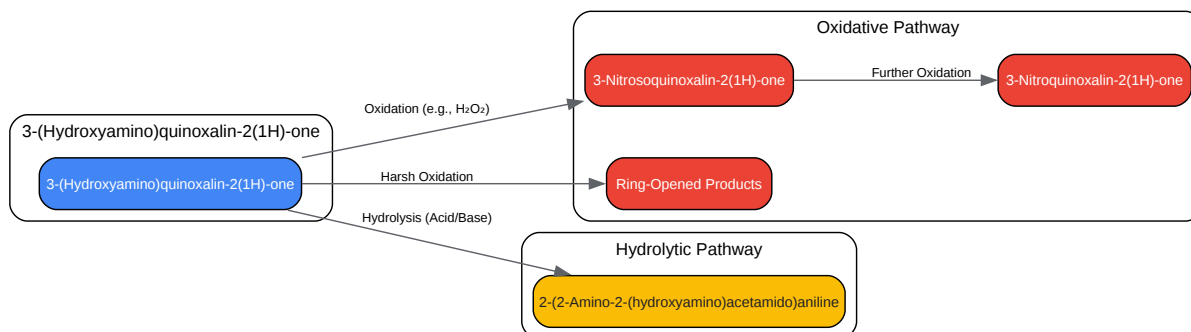 Oxidative Pathway
3-Nitrosoquinoxalin-2(1H)-one
Further Oxidation
3-Nitroquinoxalin-2(1H)-one
Oxidation (e.g., H₂O₂)
3-(Hydroxyamino)quinoxalin-2(1H)-one
3-(Hydroxyamino)quinoxalin-2(1H)-one
Harsh Oxidation
Ring-Opened Products
Hydrolysis (Acid/Base)
Hydrolytic Pathway
2-(2-Amino-2-(hydroxyamino)acetamido)aniline